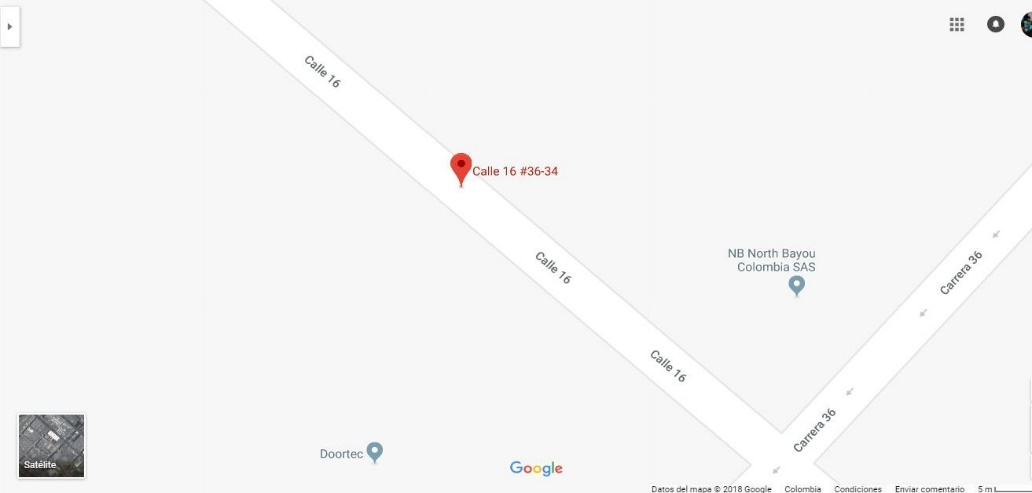 Calle 16
Calle 16 #36-34
NB North Bayou
Colombia SAS
Calle 16
Carrera 36
Calle 16
Carrera 36
Doortec
Satélite
Google
Datos del mapa © 2018 Google Colombia Condiciones Enviar comentario 5 m